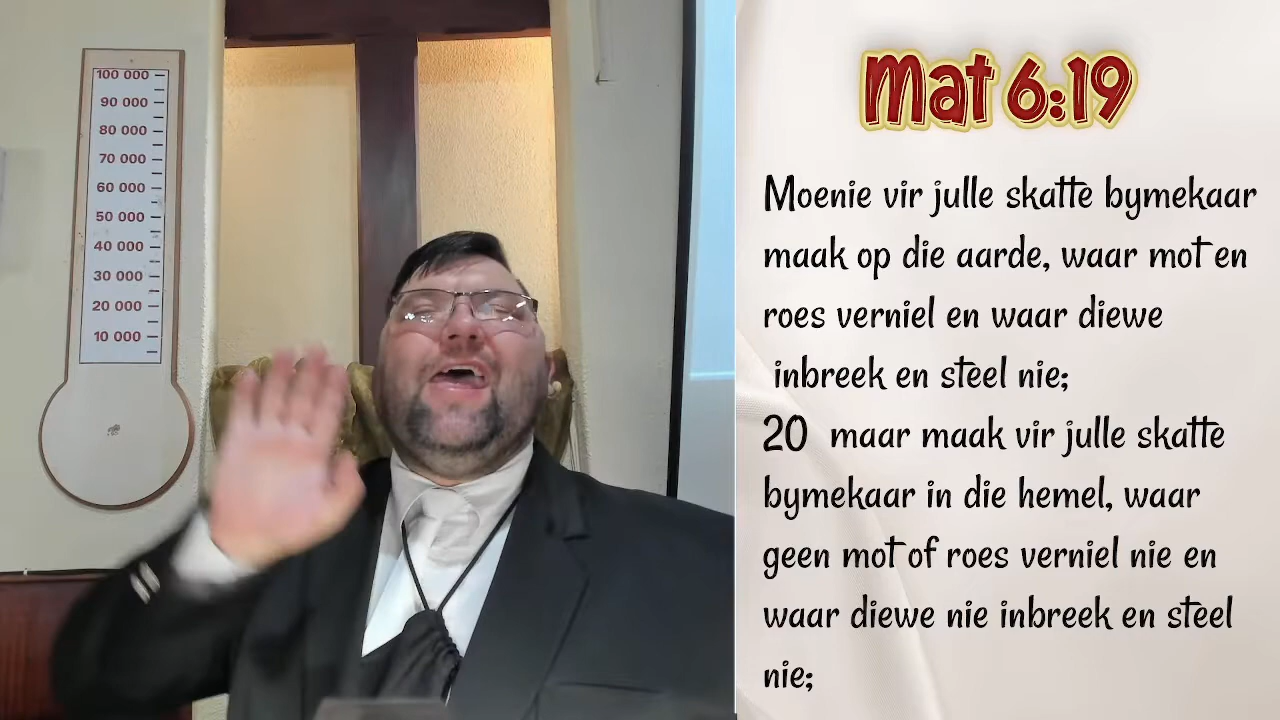 100 000
90 000
80 000
70 000
60 000
50 000
40 000
30 000
20 000
10 000
Mat 6:19
Moenie vir julle skatte bymekaar
maak op die aarde, waar mot en
roes verniel en waar diewe
inbreek en steel nie;
20 maar maak vir julle skatte
bymekaar in die hemel, waar
geen mot of roes verniel nie en
waar diewe nie inbreek en steel
nie;